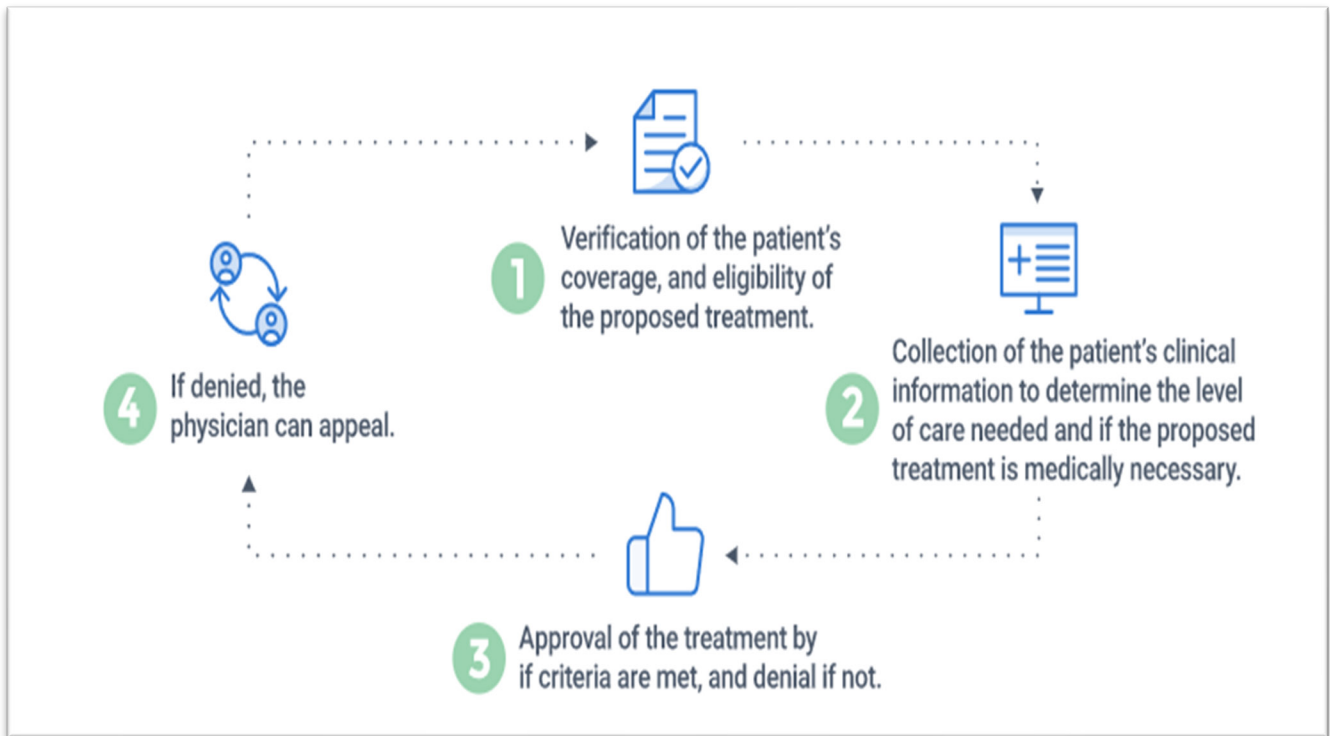 1
Verification of the patient's
coverage, and eligibility of
the proposed treatment.
2
Collection of the patient's clinical
information to determine the level
of care needed and if the proposed
treatment is medically necessary.
3
Approval of the treatment by
if criteria are met, and denial if not.
4
If denied, the
physician can appeal.